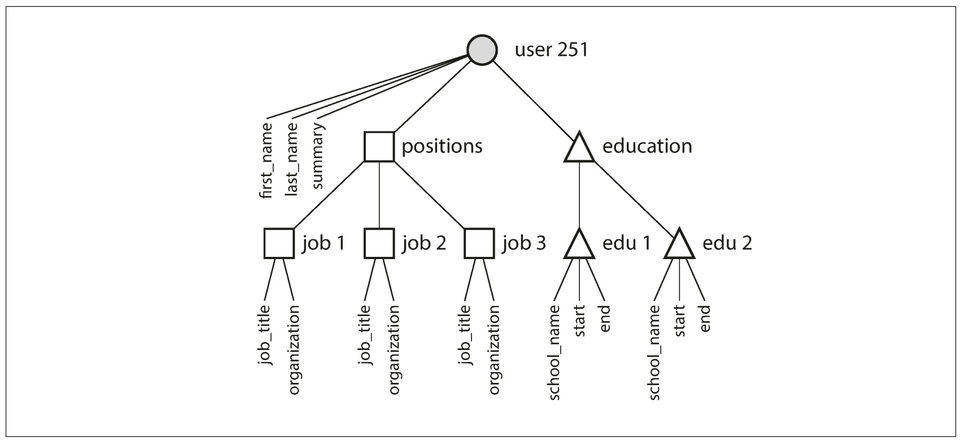 user 251
first_name
last_name
summary
positions
education
job 1
job 2
job 3
edu 1
edu 2
job_title
organization
job_title
organization
job_title
organization
school_name
start
end
school_name
start
end